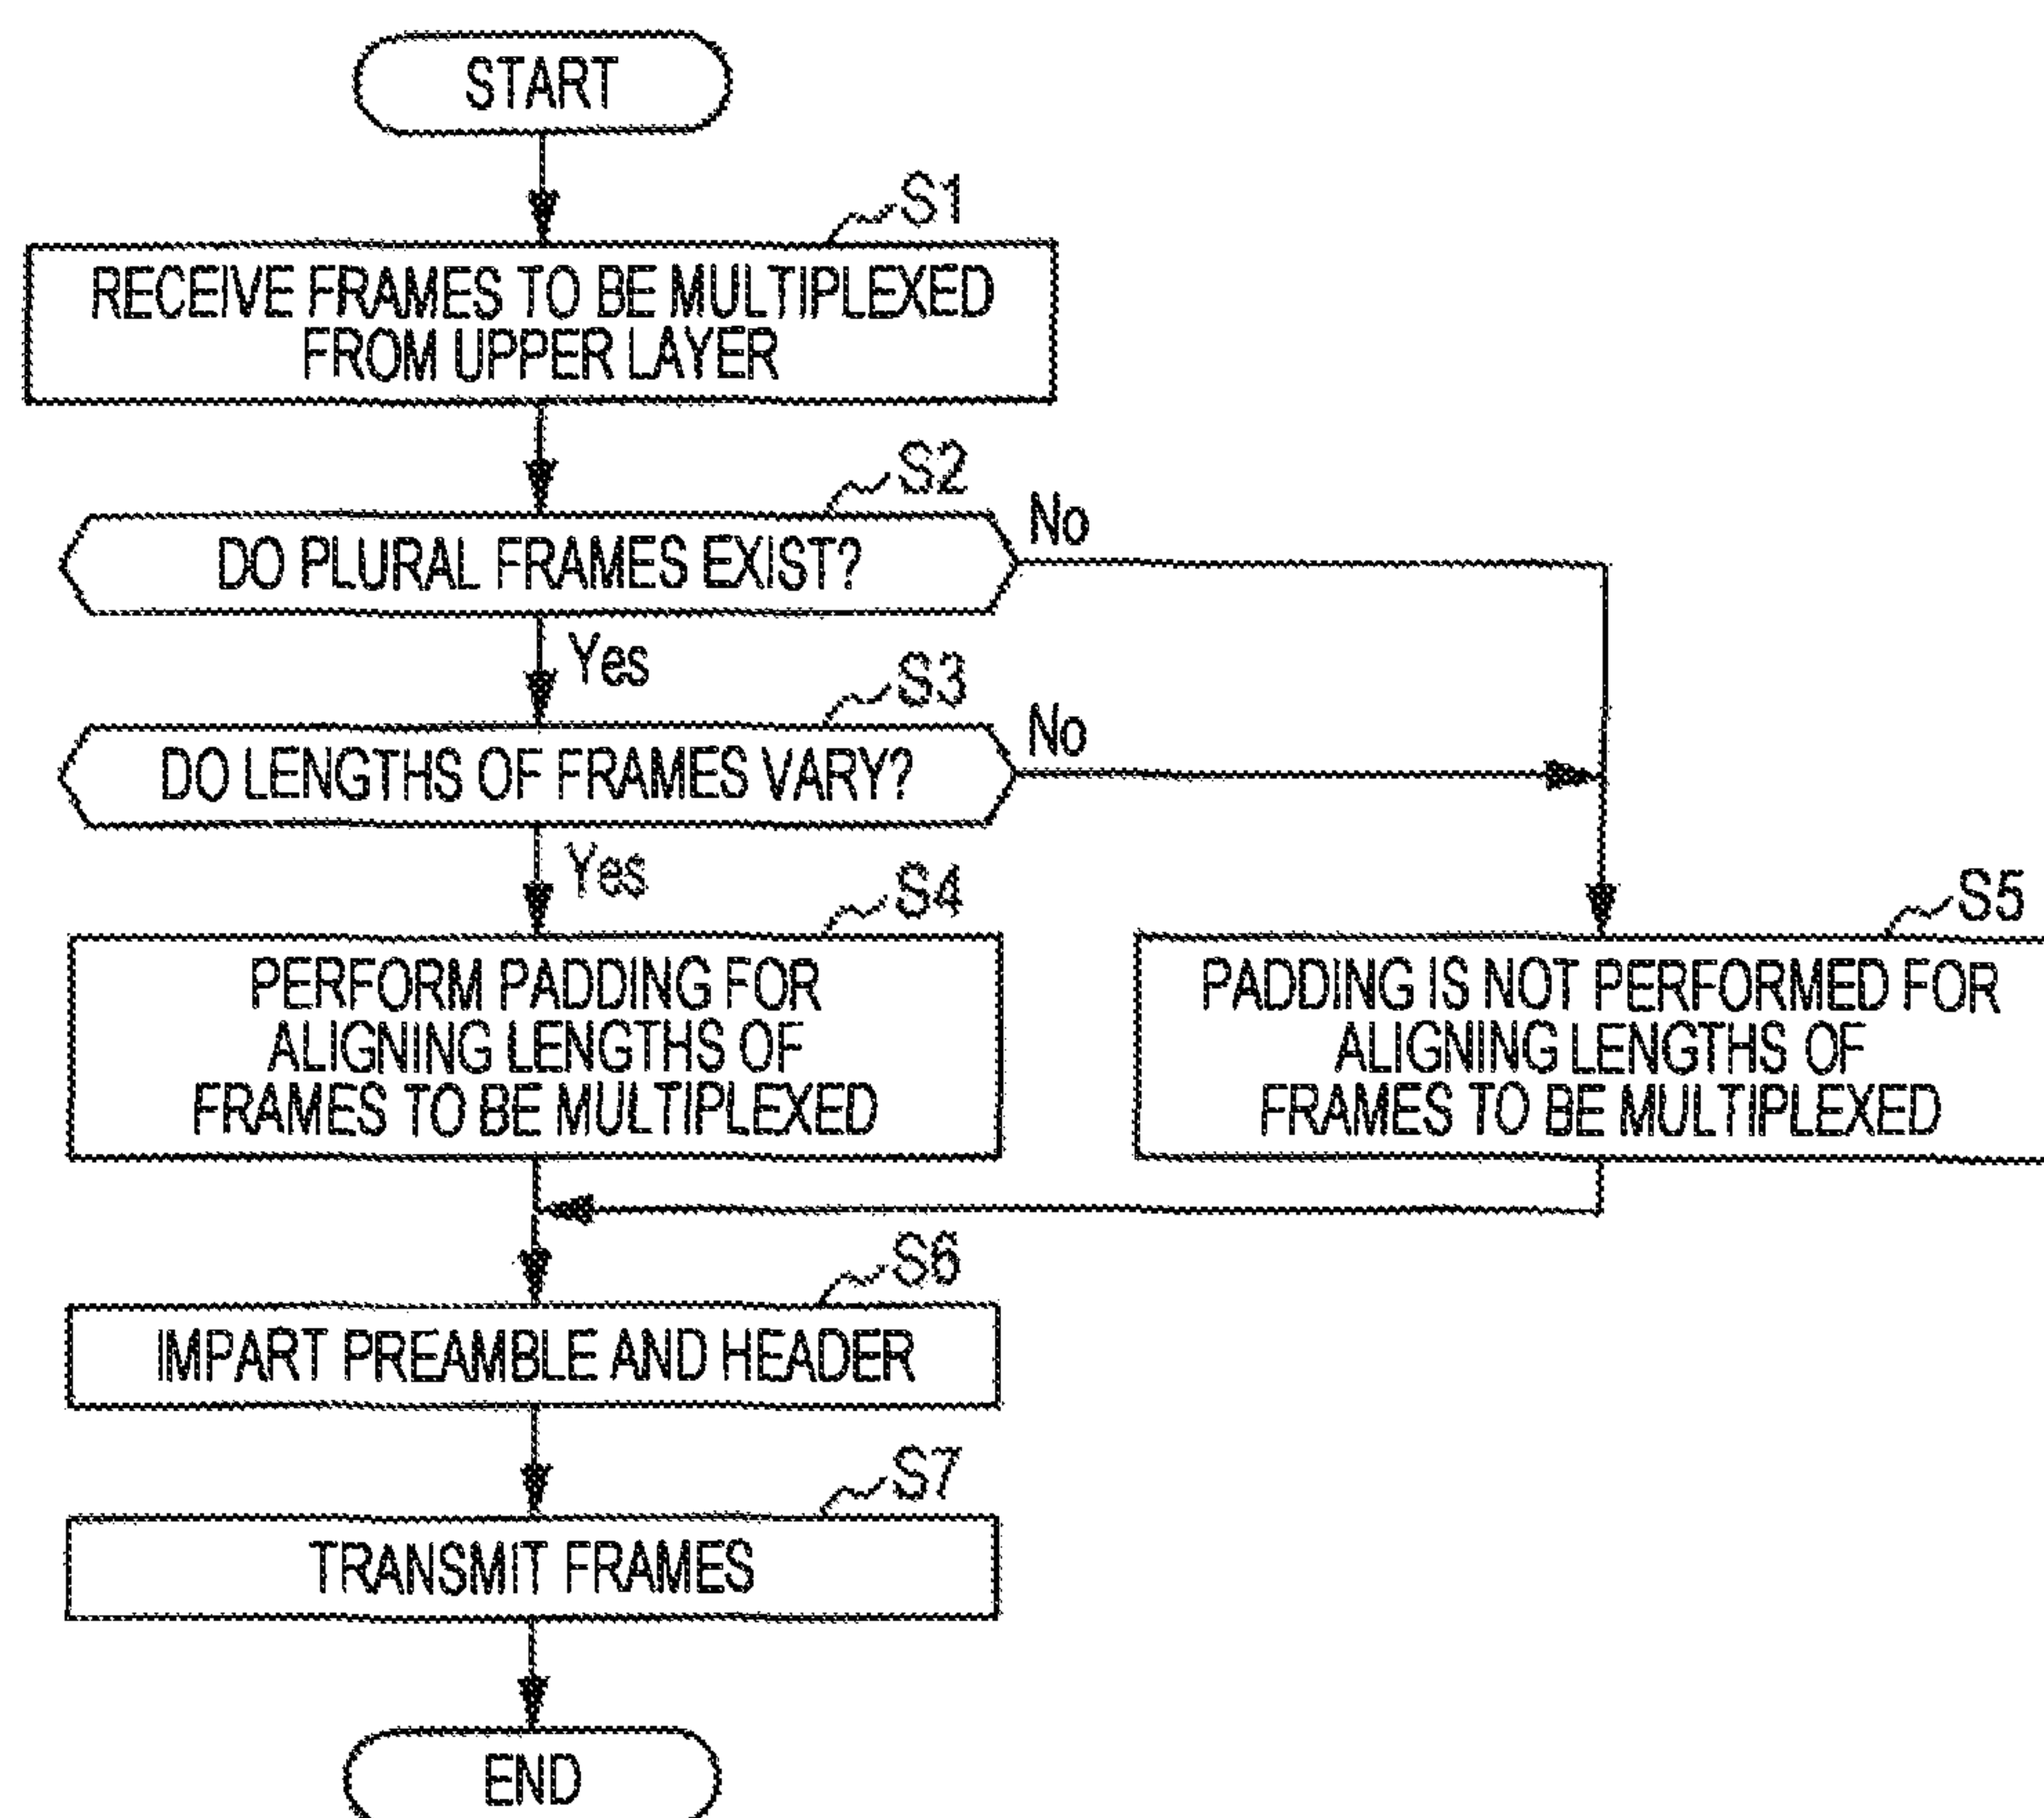 START
S1
RECEIVE FRAMES TO BE MULTIPLEXED
FROM UPPER LAYER
S2
DO PLURAL FRAMES EXIST?
No
Yes
S3
DO LENGTHS OF FRAMES VARY?
No
Yes
S4
PERFORM PADDING FOR
ALIGNING LENGTHS OF
FRAMES TO BE MULTIPLEXED
S5
PADDING IS NOT PERFORMED FOR
ALIGNING LENGTHS OF
FRAMES TO BE MULTIPLEXED
S6
IMPART PREAMBLE AND HEADER
S7
TRANSMIT FRAMES
END